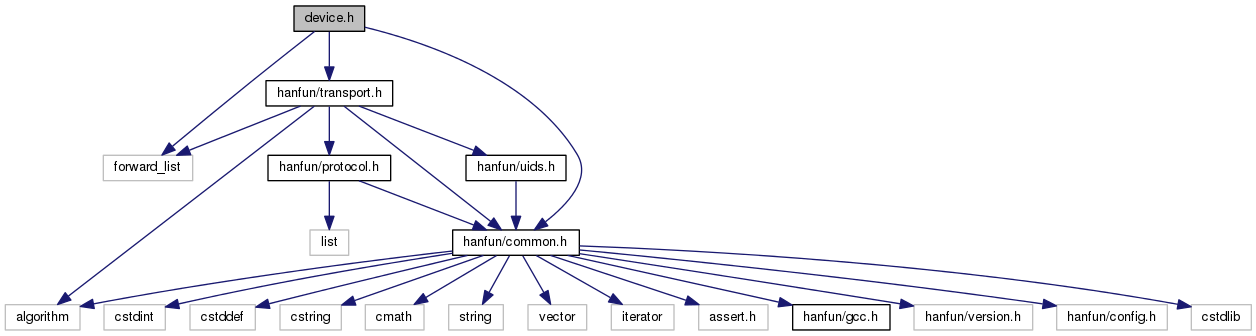 device.h
hanfun/transport.h
forward_list
hanfun/protocol.h
hanfun/uids.h
list
hanfun/common.h
algorithm
cstdint
cstddef
cstring
cmath
string
vector
iterator
assert.h
hanfun/gcc.h
hanfun/version.h
hanfun/config.h
cstdlib